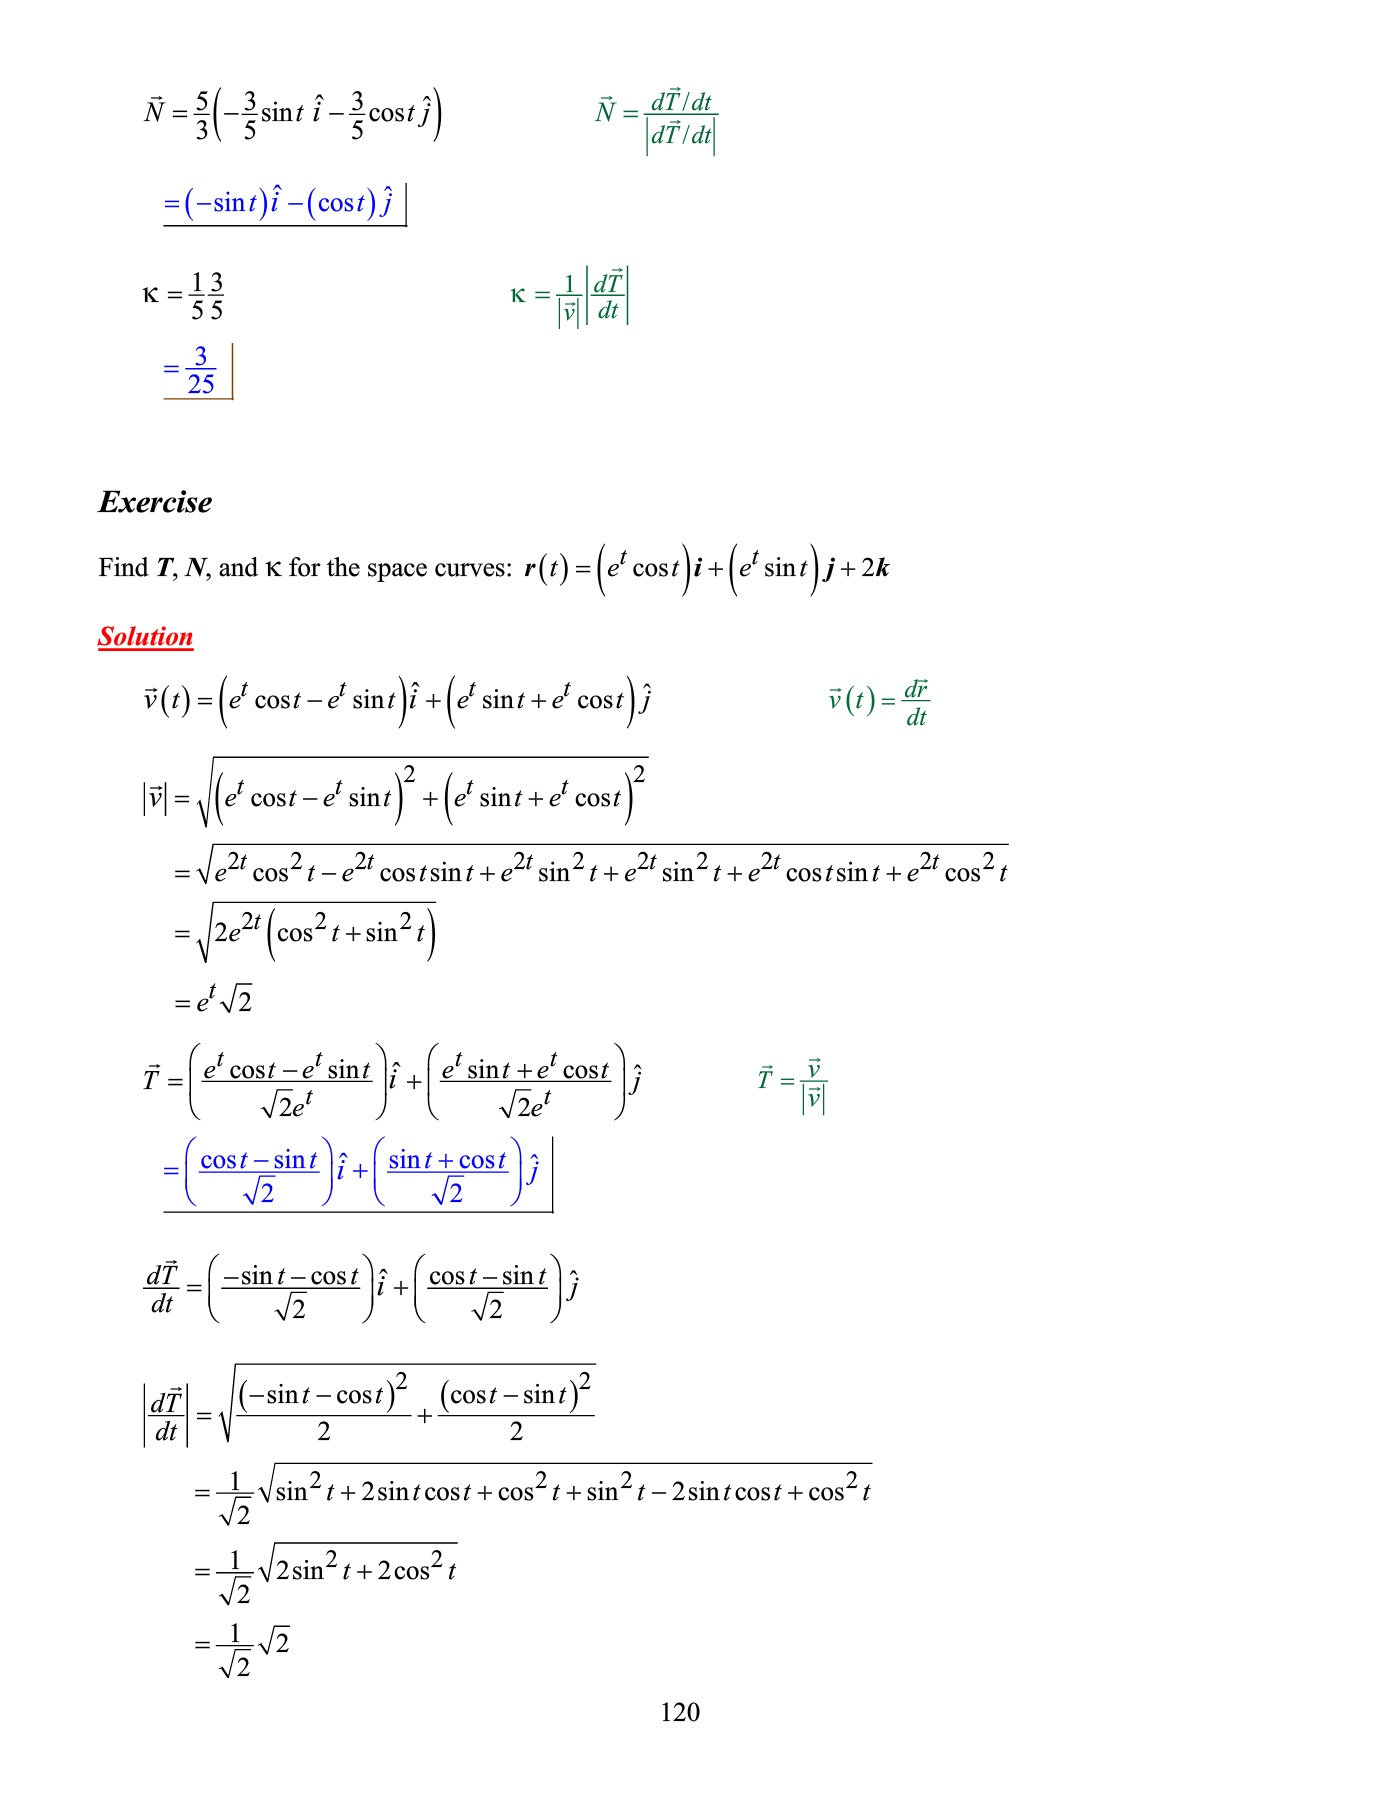 $\vec{N} = \frac{5}{3}\left(-\frac{3}{5}\sin t\ \hat{i} - \frac{3}{5}\cos t\,\hat{j}\right)$ $\vec{N} = \frac{d\vec{T}/dt}{\left|d\vec{T}/dt\right|}$
$= (-\sin t)\hat{i} - (\cos t)\hat{j}$
$\kappa = \frac{1}{5}\frac{3}{5}$ $\kappa = \frac{1}{|\vec{v}|}\left|\frac{d\vec{T}}{dt}\right|$
$= \frac{3}{25}$
Exercise
Find T, N, and κ for the space curves: $r(t) = \left(e^t \cos t\right)i + \left(e^t \sin t\right)j + 2k$
Solution
$\vec{v}(t) = \left(e^t \cos t - e^t \sin t\right)\hat{i} + \left(e^t \sin t + e^t \cos t\right)\hat{j}$ $\vec{v}(t) = \frac{d\vec{r}}{dt}$
$|\vec{v}| = \sqrt{\left(e^t \cos t - e^t \sin t\right)^2 + \left(e^t \sin t + e^t \cos t\right)^2}$
$= \sqrt{e^{2t}\cos^2 t - e^{2t}\cos t \sin t + e^{2t}\sin^2 t + e^{2t}\sin^2 t + e^{2t}\cos t \sin t + e^{2t}\cos^2 t}$
$= \sqrt{2e^{2t}\left(\cos^2 t + \sin^2 t\right)}$
$= e^t\sqrt{2}$
$\vec{T} = \left(\frac{e^t \cos t - e^t \sin t}{\sqrt{2}e^t}\right)\hat{i} + \left(\frac{e^t \sin t + e^t \cos t}{\sqrt{2}e^t}\right)\hat{j}$ $\vec{T} = \frac{\vec{v}}{|\vec{v}|}$
$= \left(\frac{\cos t - \sin t}{\sqrt{2}}\right)\hat{i} + \left(\frac{\sin t + \cos t}{\sqrt{2}}\right)\hat{j}$
$\frac{d\vec{T}}{dt} = \left(\frac{-\sin t - \cos t}{\sqrt{2}}\right)\hat{i} + \left(\frac{\cos t - \sin t}{\sqrt{2}}\right)\hat{j}$
$\left|\frac{d\vec{T}}{dt}\right| = \sqrt{\frac{(-\sin t - \cos t)^2}{2} + \frac{(\cos t - \sin t)^2}{2}}$
$= \frac{1}{\sqrt{2}}\sqrt{\sin^2 t + 2\sin t \cos t + \cos^2 t + \sin^2 t - 2\sin t \cos t + \cos^2 t}$
$= \frac{1}{\sqrt{2}}\sqrt{2\sin^2 t + 2\cos^2 t}$
$= \frac{1}{\sqrt{2}}\sqrt{2}$
120